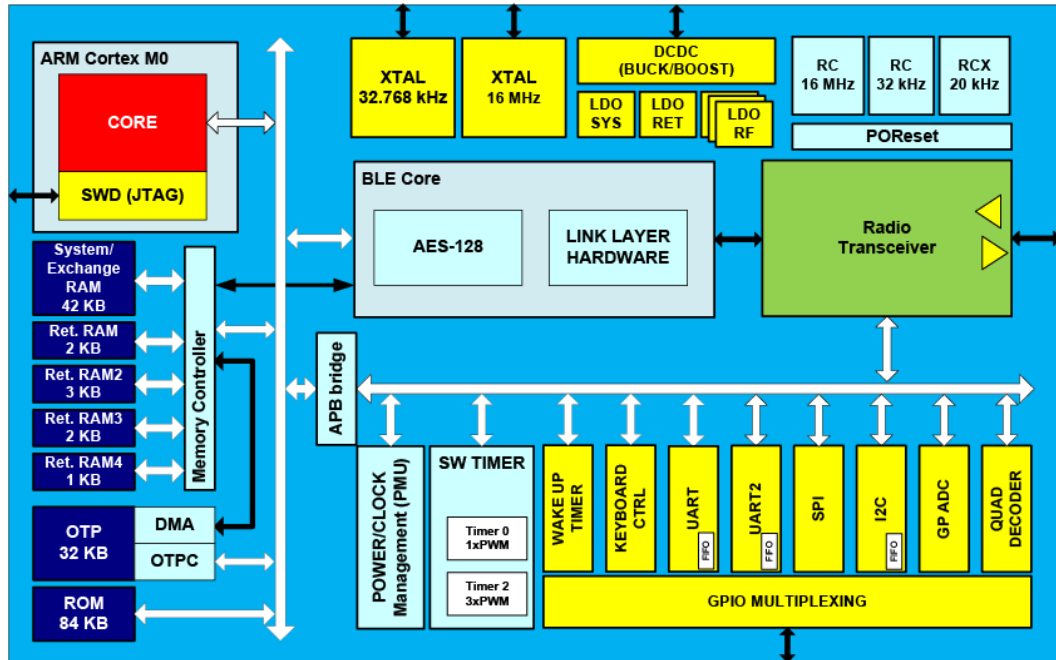 ARM Cortex M0
CORE
SWD (JTAG)
XTAL
32.768 kHz
XTAL
16 MHz
DCDC
(BUCK/BOOST)
LDO
SYS
LDO
RET
LDO
RF
RC
16 MHz
RC
32 kHz
RCX
20 kHz
POReset
BLE Core
AES-128
LINK LAYER
HARDWARE
Radio
Transceiver
System/
Exchange
RAM
42 KB
Ret. RAM
2 KB
Ret. RAM2
3 KB
Ret. RAM3
2 KB
Ret. RAM4
1 KB
Memory Controller
OTP
32 KB
DMA
OTPC
ROM
84 KB
APB bridge
POWER/CLOCK
Management (PMU)
SW TIMER
Timer 0
1xPWM
Timer 2
3xPWM
WAKE UP
TIMER
KEYBOARD
CTRL
UART
FIFO
UART2
FFO
SPI
I2C
FIFO
GP ADC
QUAD
DECODER
GPIO MULTIPLEXING